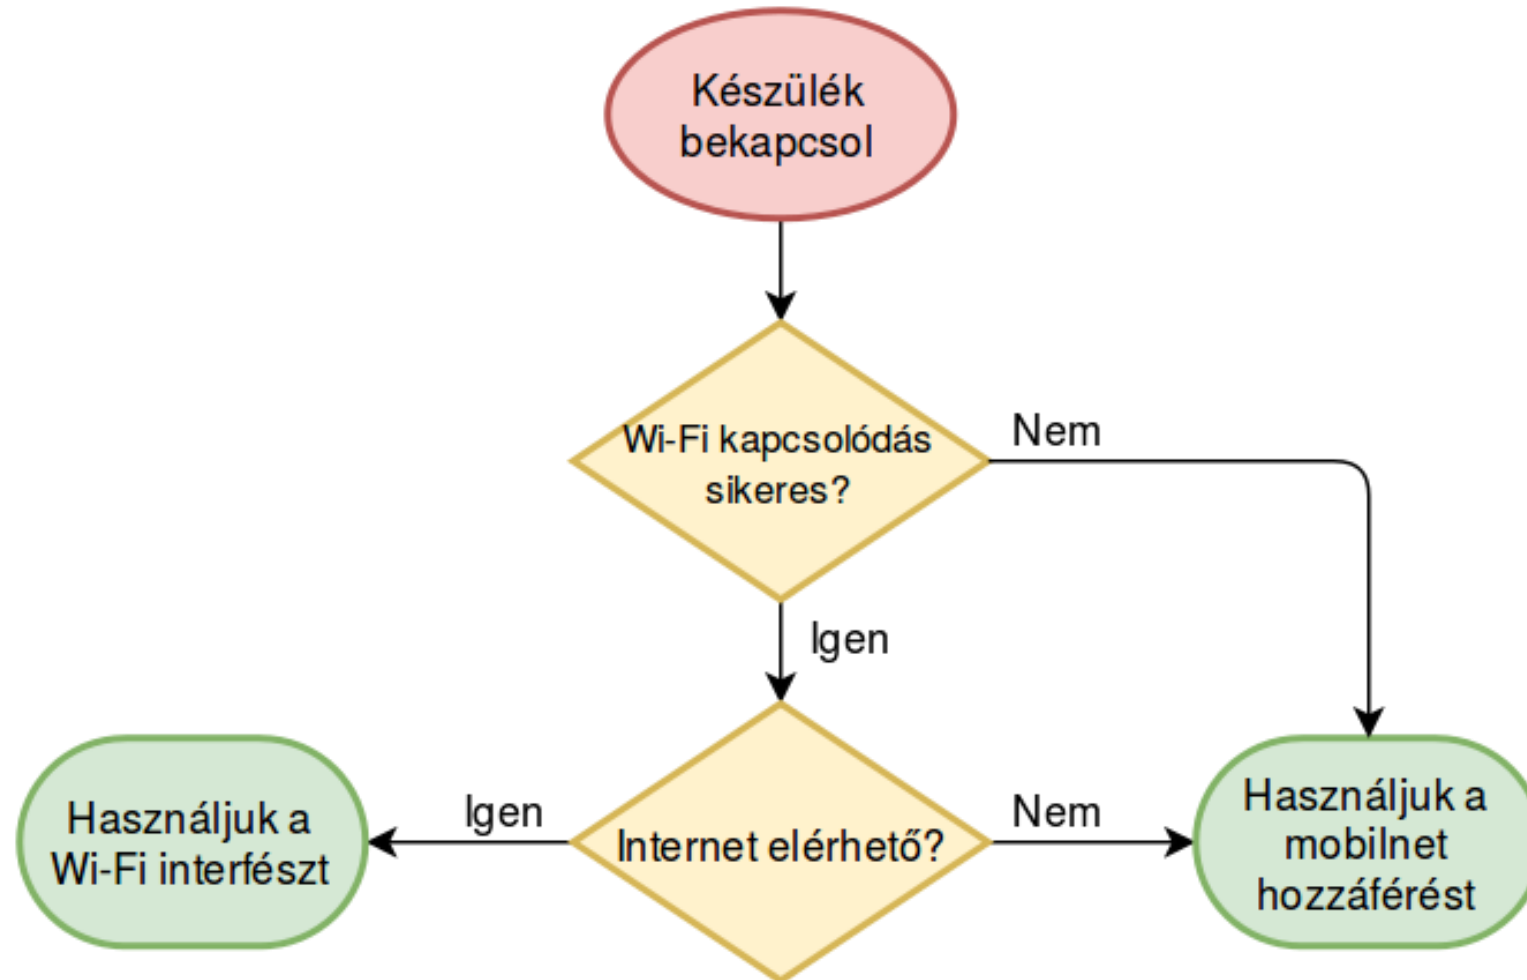 Készülék
bekapcsol
Wi-Fi kapcsolódás
sikeres?
Nem
Igen
Használjuk a
Wi-Fi interfészt
Igen
Internet elérhető?
Nem
Használjuk a
mobilnet
hozzáférést